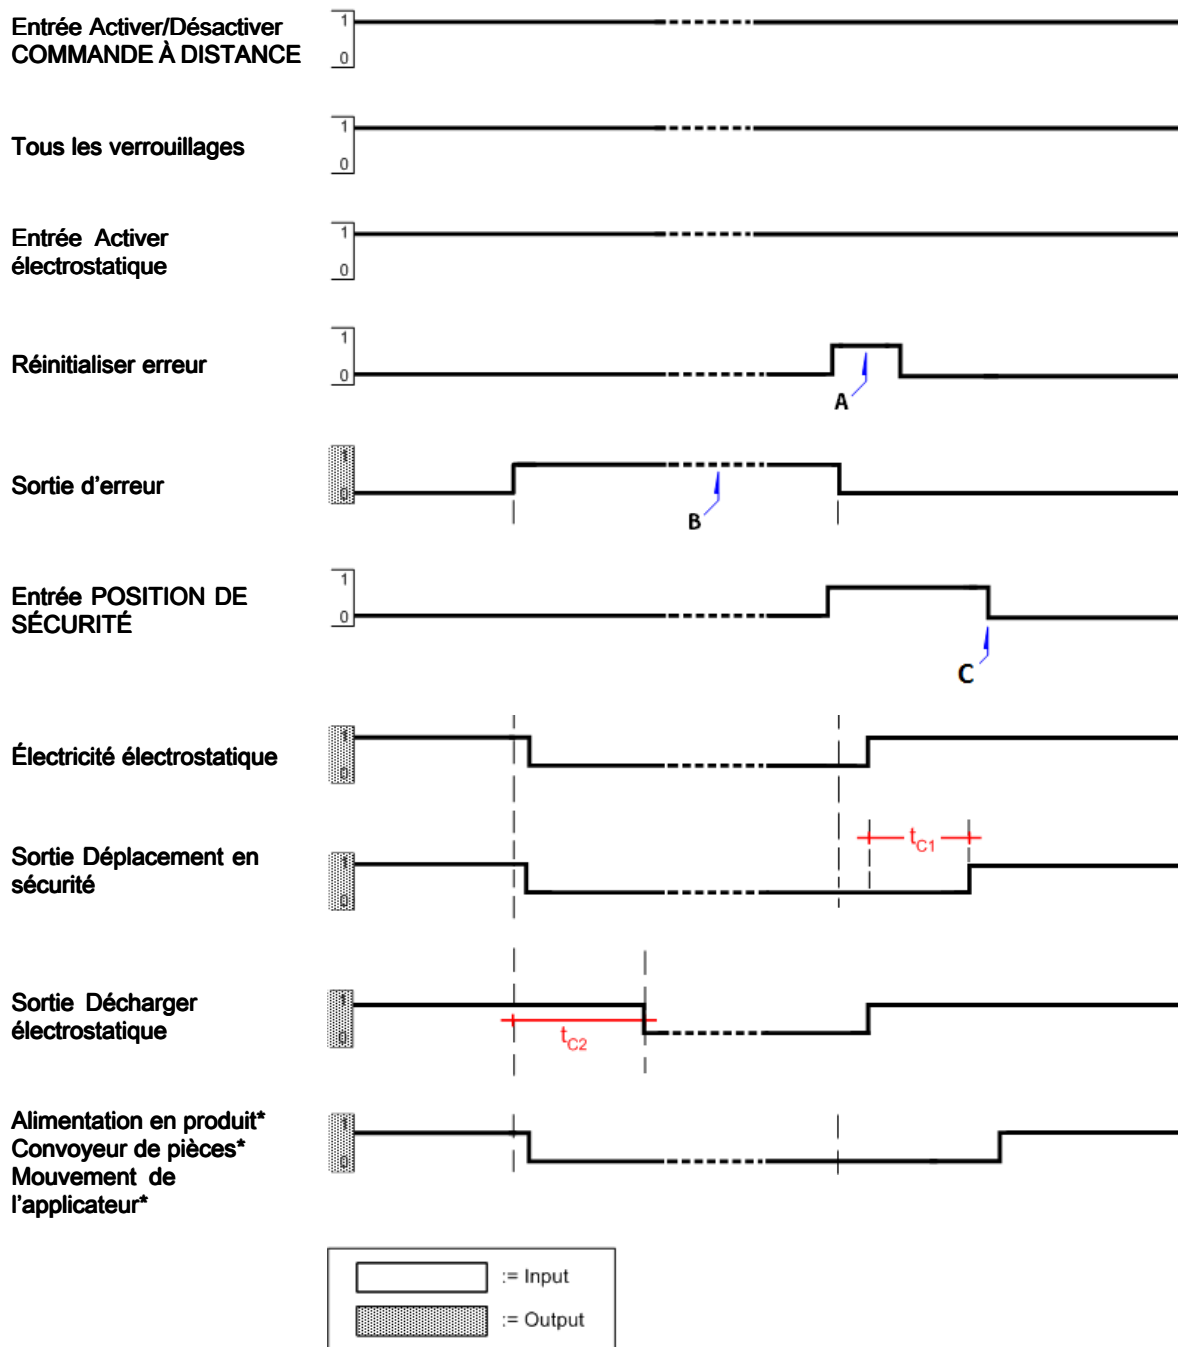 Entrée Activer/Désactiver
COMMANDE À DISTANCE
1
0
Tous les verrouillages
1
0
Entrée Activer
électrostatique
1
0
Réinitialiser erreur
1
0
A
Sortie d'erreur
1
0
B
Entrée POSITION DE
SÉCURITÉ
1
0
C
Électricité électrostatique
1
0
Sortie Déplacement en
sécurité
1
0
tC1
Sortie Décharger
électrostatique
1
0
tC2
Alimentation en produit*
Convoyeur de pièces*
Mouvement de
l'applicateur*
1
0
:= Input
:= Output